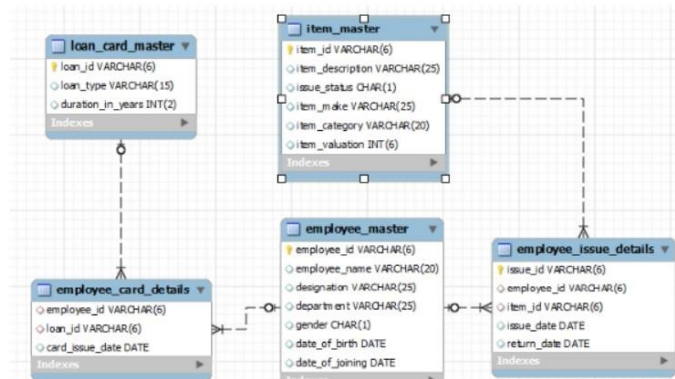 loan_card_master
loan_id VARCHAR(6)
loan_type VARCHAR(15)
duration_in_years INT(2)
Indexes
item_master
item_id VARCHAR(6)
item_description VARCHAR(25)
issue_status CHAR(1)
item_make VARCHAR(25)
item_category VARCHAR(20)
item_valuation INT(6)
Indexes
employee_card_details
employee_id VARCHAR(6)
loan_id VARCHAR(6)
card_issue_date DATE
Indexes
employee_master
employee_id VARCHAR(6)
employee_name VARCHAR(20)
designation VARCHAR(25)
department VARCHAR(25)
gender CHAR(1)
date_of_birth DATE
date_of_joining DATE
Indexes
employee_issue_details
issue_id VARCHAR(6)
employee_id VARCHAR(6)
item_id VARCHAR(6)
issue_date DATE
return_date DATE
Indexes